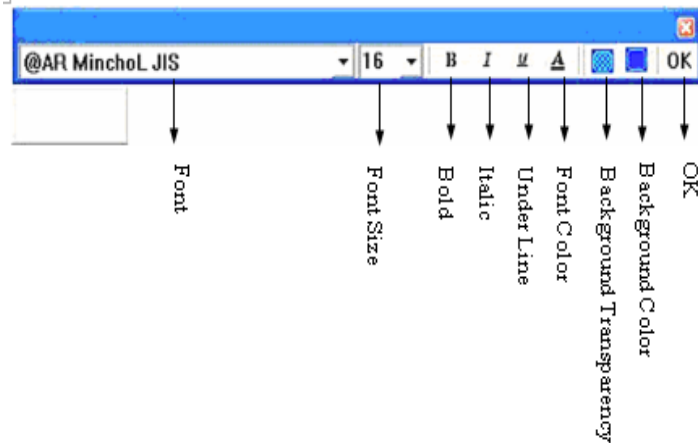 @AR MinchoL JIS 16 B I u A OK
Font
Font Size
Bold
Italic
Under Line
Font Color
Background Transparency
Background Color
OK